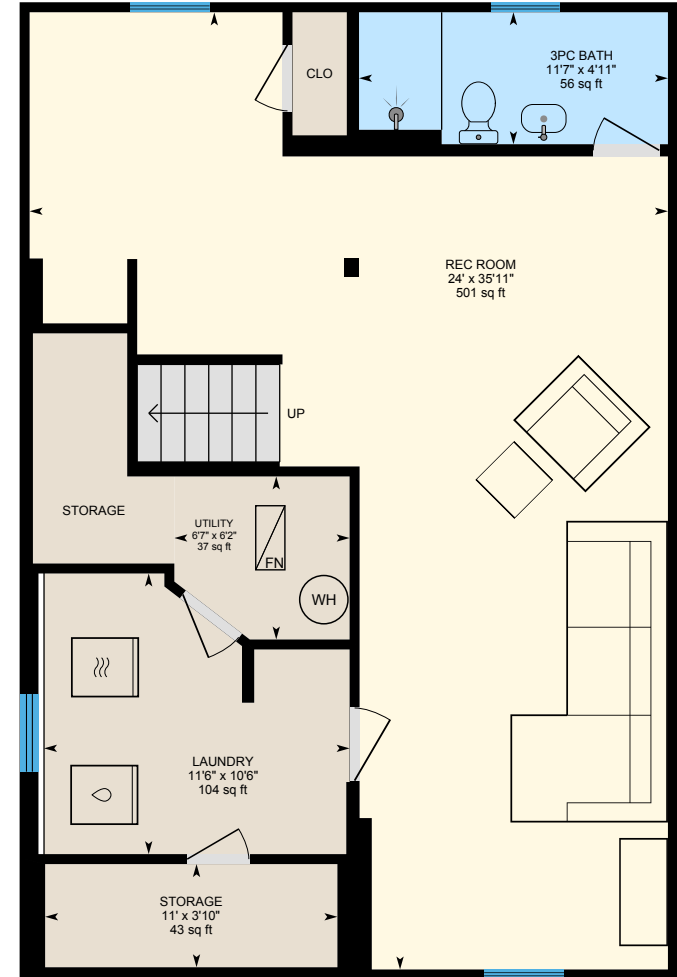 CLO
3PC BATH
11'7" x 4'11"
56 sq ft
REC ROOM
24' x 35'11"
501 sq ft
UP
STORAGE
UTILITY
6'7" x 6'2"
37 sq ft
FN
WH
LAUNDRY
11'6" x 10'6"
104 sq ft
STORAGE
11' x 3'10"
43 sq ft